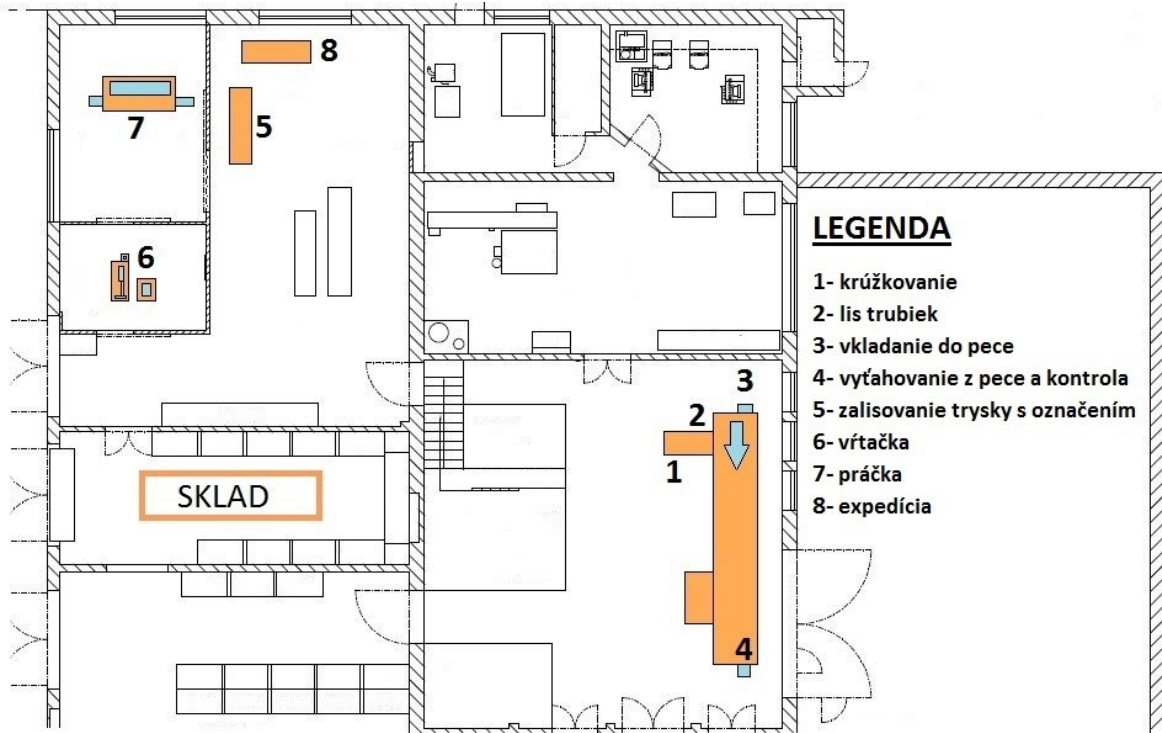 8
7
5
6
LEGENDA
1- krúžkovanie
2- lis trubiek
3- vkladanie do pece
4- vyťahovanie z pece a kontrola
5- zalisovanie trysky s označením
6- vŕtačka
7- práčka
8- expedícia
3
2
1
SKLAD
4